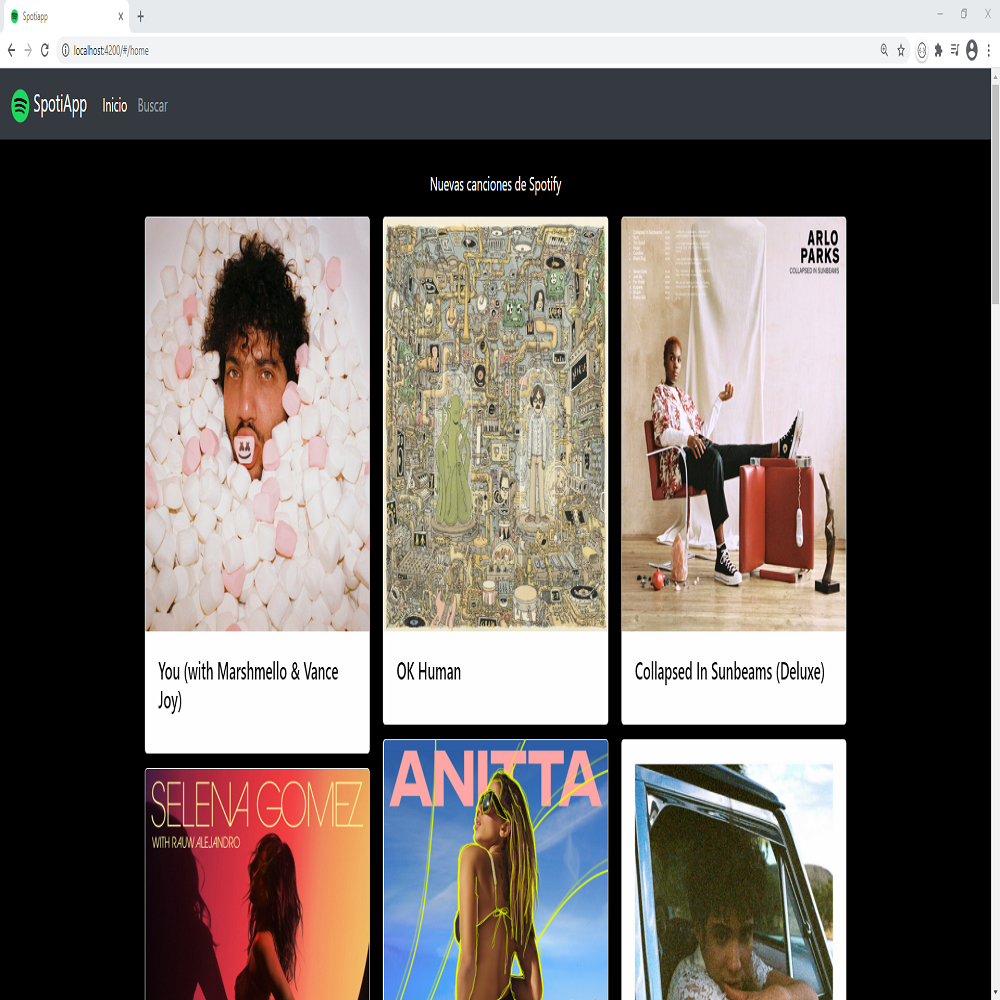 Spotiapp
localhost:4200/#/home
SpotiApp Inicio Buscar
Nuevas canciones de Spotify
ARLO
PARKS
COLLAPSED IN SUNBEAMS
You (with Marshmello & Vance
Joy)
OK Human
Collapsed In Sunbeams (Deluxe)
SELENA GOMEZ
WITH RAUW ALEJANDRO
ANITTA